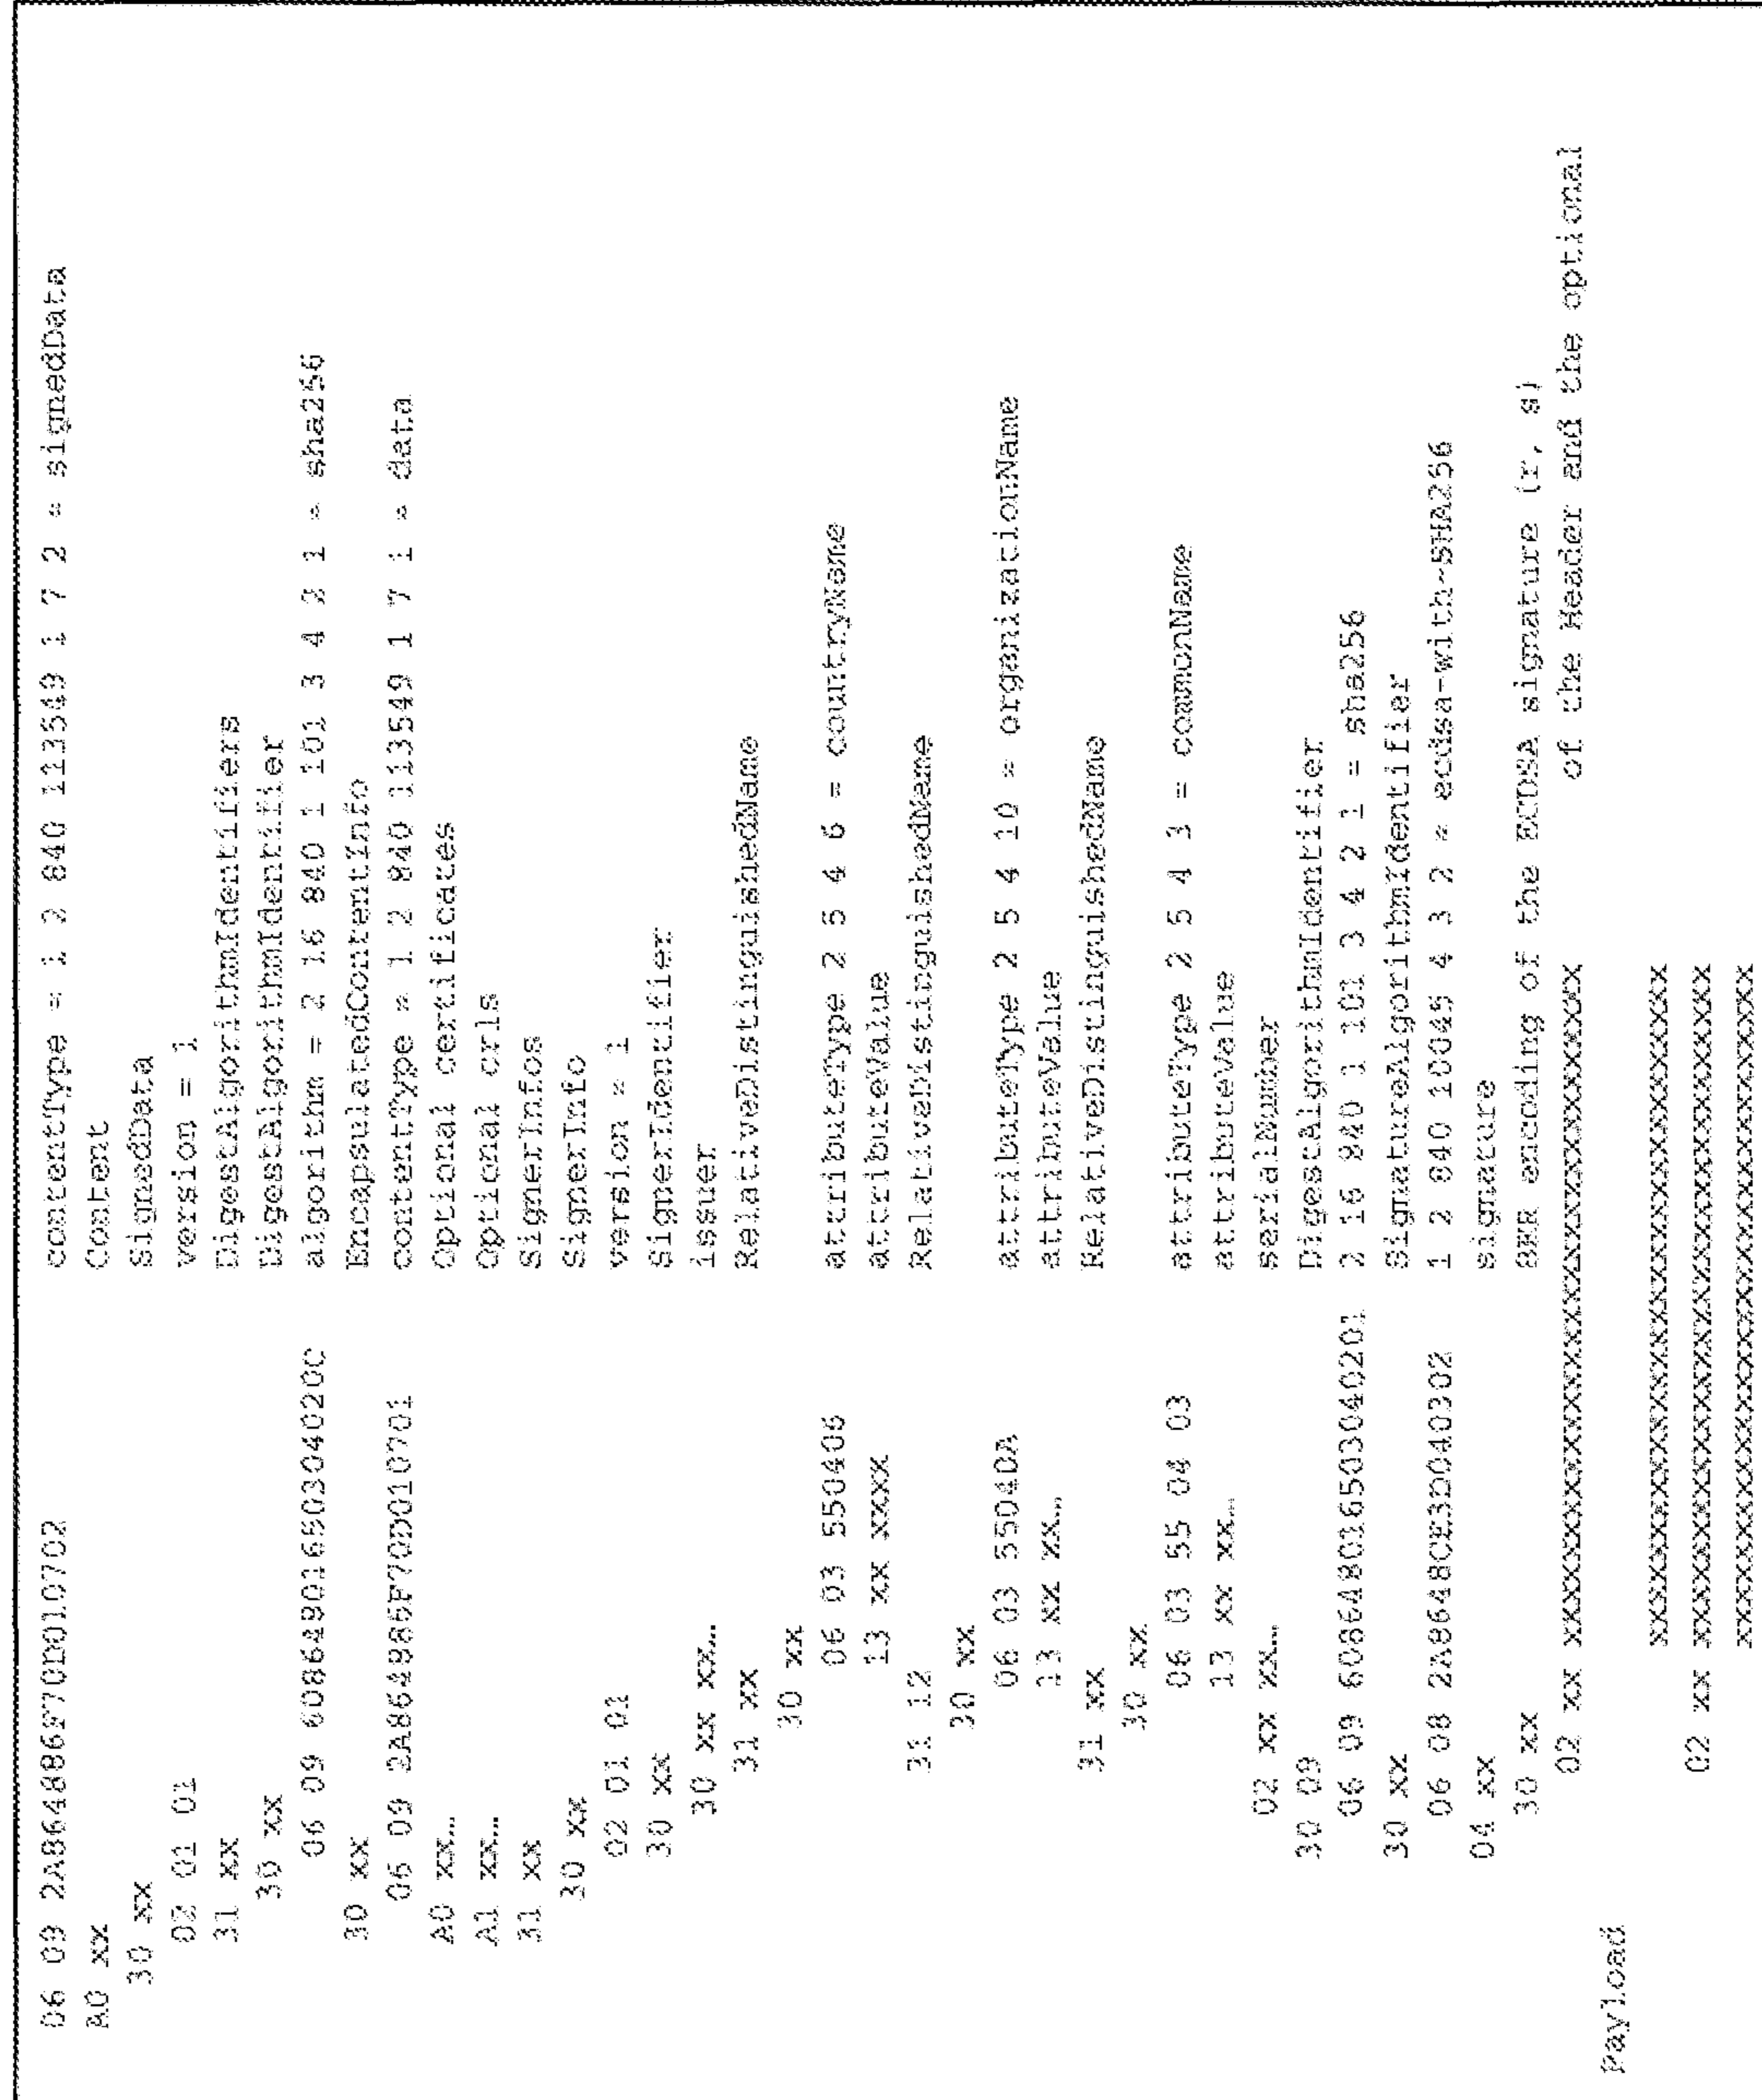 06 09 2A864886F70D010702 contentType = 1 2 840 113549 1 7 2 = signedData
A0 xx Content
30 xx SignedData
02 01 01 version = 1
31 xx DigestAlgorithmIdentifiers
30 xx DigestAlgorithmIdentifier
06 09 60864801650304020C algorithm = 2 16 840 1 101 3 4 2 1 = sha256
30 xx EncapsulatedContentInfo
06 09 2A864886F70D010701 contentType = 1 2 840 113549 1 7 1 = data
A0 xx… Optional certificates
A1 xx… Optional crls
31 xx SignerInfos
30 xx SignerInfo
02 01 01 version = 1
30 xx SignerIdentifier
30 xx xx… issuer
31 xx RelativeDistinguishedName
30 xx
06 03 550406 attributeType 2 5 4 6 = countryName
13 xx xxxx attributeValue
31 12 RelativeDistinguishedName
30 xx
06 03 55040A attributeType 2 5 4 10 = organizationName
13 xx xx… attributeValue
31 xx RelativeDistinguishedName
30 xx
06 03 55 04 03 attributeType 2 5 4 3 = commonName
13 xx xx… attributeValue
02 xx xx… serialNumber
30 09 DigestAlgorithmIdentifier
06 09 608648016503040201 2 16 840 1 101 3 4 2 1 = sha256
30 xx SignatureAlgorithmIdentifier
06 08 2A8648CE3D040302 1 2 840 10045 4 3 2 = ecdsa-with-SHA256
04 xx signature
30 xx BER encoding of the ECDSA signature (r, s)
02 xx xxxxxxxxxxxxxxxxxxxxxxxxxxxxxxxx of the Header and the optional
Payload
xxxxxxxxxxxxxxxxxxxxxxxxxxxxxxxx
02 xx xxxxxxxxxxxxxxxxxxxxxxxxxxxxxxxx
xxxxxxxxxxxxxxxxxxxxxxxxxxxxxxxx